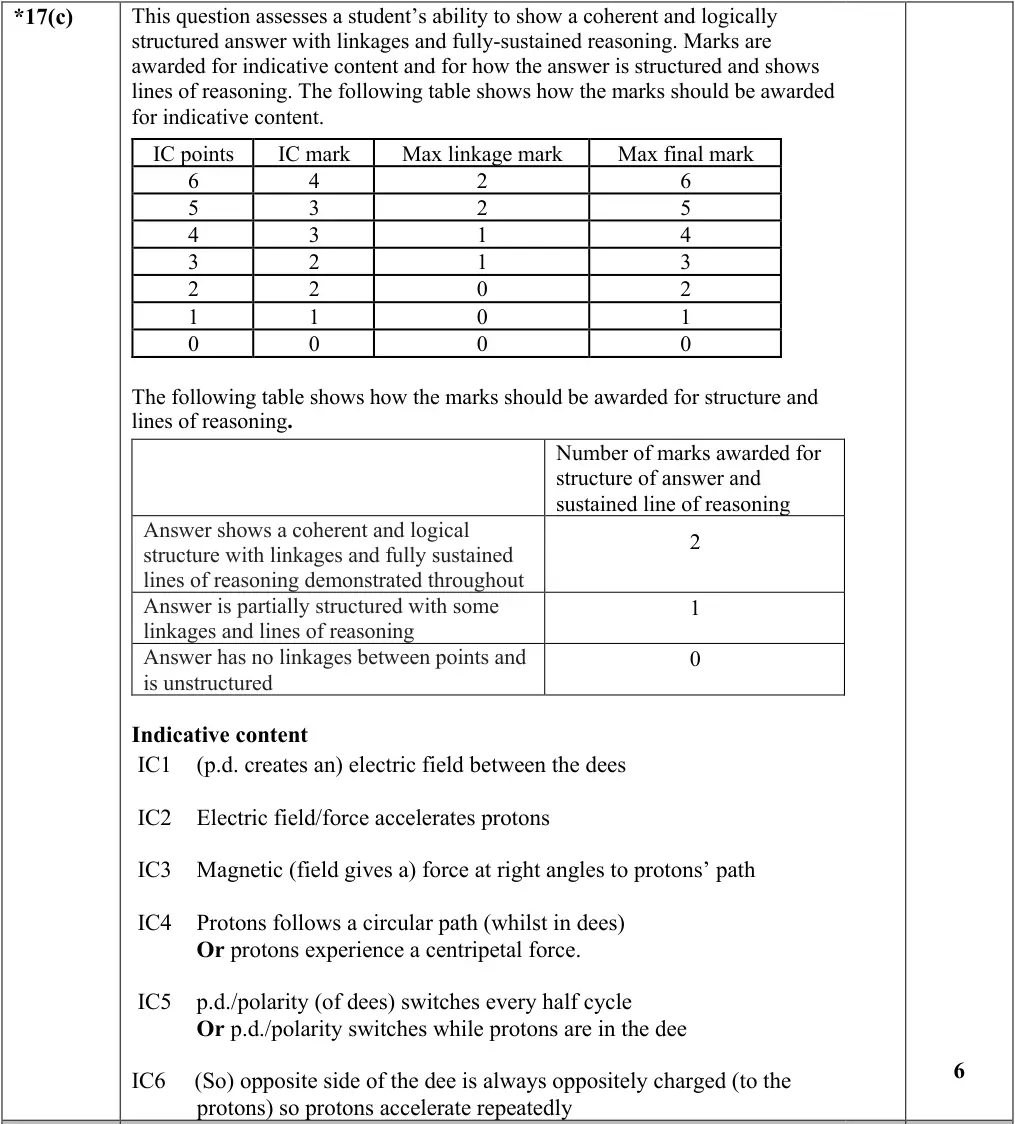 *17(c)
This question assesses a student’s ability to show a coherent and logically
structured answer with linkages and fully-sustained reasoning. Marks are
awarded for indicative content and for how the answer is structured and shows
lines of reasoning. The following table shows how the marks should be awarded
for indicative content.
IC points IC mark Max linkage mark Max final mark
6 4 2 6
5 3 2 5
4 3 1 4
3 2 1 3
2 2 0 2
1 1 0 1
0 0 0 0
The following table shows how the marks should be awarded for structure and
lines of reasoning.
Number of marks awarded for
structure of answer and
sustained line of reasoning
Answer shows a coherent and logical
structure with linkages and fully sustained
lines of reasoning demonstrated throughout
2
Answer is partially structured with some
linkages and lines of reasoning
1
Answer has no linkages between points and
is unstructured
0
Indicative content
IC1 (p.d. creates an) electric field between the dees
IC2 Electric field/force accelerates protons
IC3 Magnetic (field gives a) force at right angles to protons’ path
IC4 Protons follows a circular path (whilst in dees)
Or protons experience a centripetal force.
IC5 p.d./polarity (of dees) switches every half cycle
Or p.d./polarity switches while protons are in the dee
IC6 (So) opposite side of the dee is always oppositely charged (to the
protons) so protons accelerate repeatedly
6